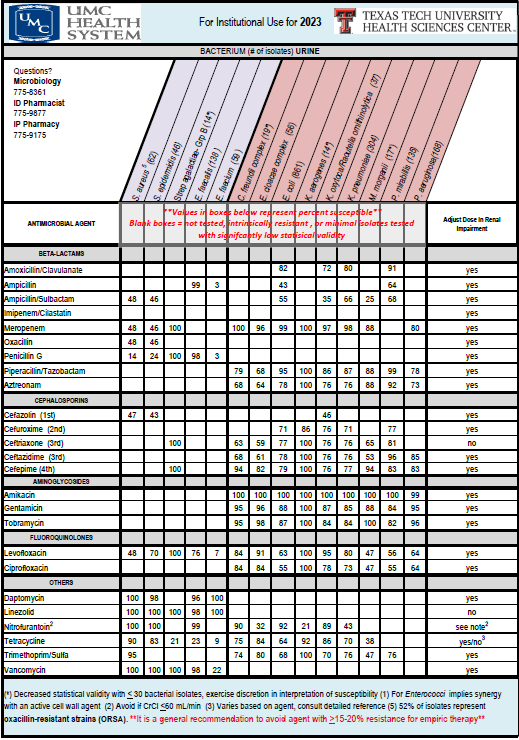 UMC
UMC
HEALTH
SYSTEM
For Institutional Use for 2023
TEXAS TECH UNIVERSITY
HEALTH SCIENCES CENTER
BACTERIUM (# of isolates) URINE
Questions?
Microbiology
775-8361
ID Pharmacist
775-9877
IP Pharmacy
775-9175
S. aureus 5 (62)
S. epidermidis (46)
Strep agalactiae- Grp B (14*)
E. faecalis (138)
E. faecium (59)
C. freundii complex (19*)
E. cloacae complex (56)
E. coli (661)
K. aerogenes (14*)
K. oxytoca/Raoutella ornithinolytica (37)
K. pneumoniae (304)
M. morganii (17*)
P. mirabilis (135)
P. aeruginosa (168)
ANTIMICROBIAL AGENT
**Values in boxes below represent percent susceptible**
Blank boxes = not tested, intrinsically resistant , or minimal isolates tested
with signifcantly low statisical validity
Adjust Dose in Renal
Impairment
BETA-LACTAMS
Amoxicillin/Clavulanate 82 72 80 91 yes
Ampicillin 99 3 43 64 yes
Ampicillin/Sulbactam 48 46 55 35 66 25 68 yes
Imipenem/Cilastatin yes
Meropenem 48 46 100 100 96 99 100 97 98 88 80 yes
Oxacillin 48 46 yes
Penicillin G 14 24 100 98 3 yes
Piperacillin/Tazobactam 79 68 95 100 86 87 88 99 78 yes
Aztreonam 68 64 78 100 76 76 88 92 73 yes
CEPHALOSPORINS
Cefazolin (1st) 47 43 46 yes
Cefuroxime (2nd) 71 86 76 71 77 yes
Ceftriaxone (3rd) 100 63 59 77 100 76 76 65 81 no
Ceftazidime (3rd) 68 61 78 100 76 76 53 96 85 yes
Cefepime (4th) 100 94 82 79 100 76 77 94 83 83 yes
AMINOGLYCOSIDES
Amikacin 100 100 100 100 100 100 100 100 99 yes
Gentamicin 95 96 88 100 87 85 88 84 95 yes
Tobramycin 95 98 87 100 84 84 100 82 96 yes
FLUOROQUINOLONES
Levofloxacin 48 70 100 76 7 84 91 63 100 95 80 47 56 64 yes
Ciprofloxacin 84 84 55 100 78 73 47 55 64 yes
OTHERS
Daptomycin 100 98 96 100 yes
Linezolid 100 100 100 98 100 no
Nitrofurantoin2 100 100 99 90 32 92 21 89 43 see note2
Tetracycline 90 83 21 23 9 75 84 64 92 86 70 38 yes/no3
Trimethoprim/Sulfa 95 74 80 68 100 70 76 47 76 yes
Vancomycin 100 100 100 98 22 yes
(*) Decreased statistical validity with ≤ 30 bacterial isolates, exercise discretion in interpretation of susceptibility (1) For Enterococci implies synergy
with an active cell wall agent (2) Avoid if CrCl ≤60 mL/min (3) Varies based on agent, consult detailed reference (5) 52% of isolates represent
oxacillin-resistant strains (ORSA). **It is a general recommendation to avoid agent with ≥15-20% resistance for empiric therapy**